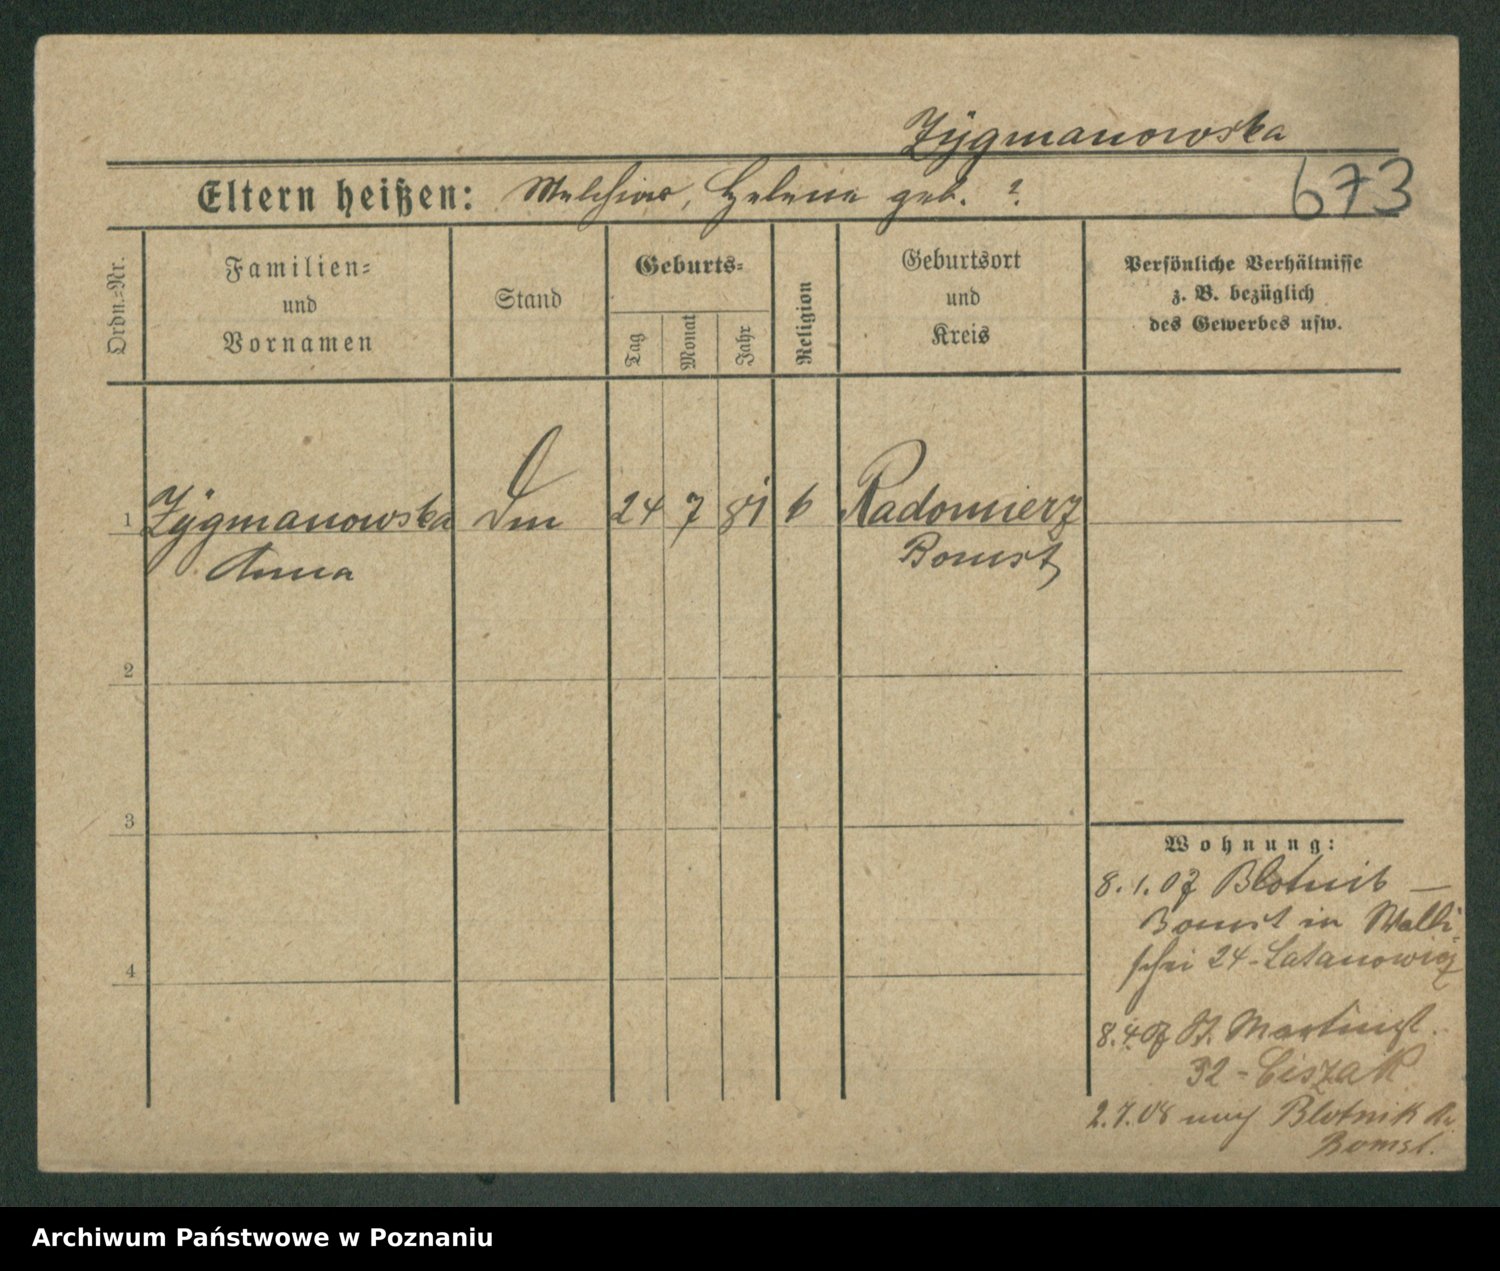 Zÿgmanowska
673
Eltern heißen: Melchior, Helena geb. ?
Ordn.=Nr.
Familien=
und
Vornamen
Stand
Geburts=
Tag
Monat
Jahr
Religion
Geburtsort
und
Kreis
Persönliche Verhältnisse
z. B. bezüglich
des Gewerbes usw.
1 Zÿgmanowska 24 7 81 Radomierz
Anna Bomst
2
3
4
Wohnung:
8.1.07 Blotnik —
Bomst in Walli
schei 24 - Latanowicz
8.4.07 St. Martinst.
32 - Ciszak
2.7.08 nach Blotnik Kr.
Bomst.
Archiwum Państwowe w Poznaniu